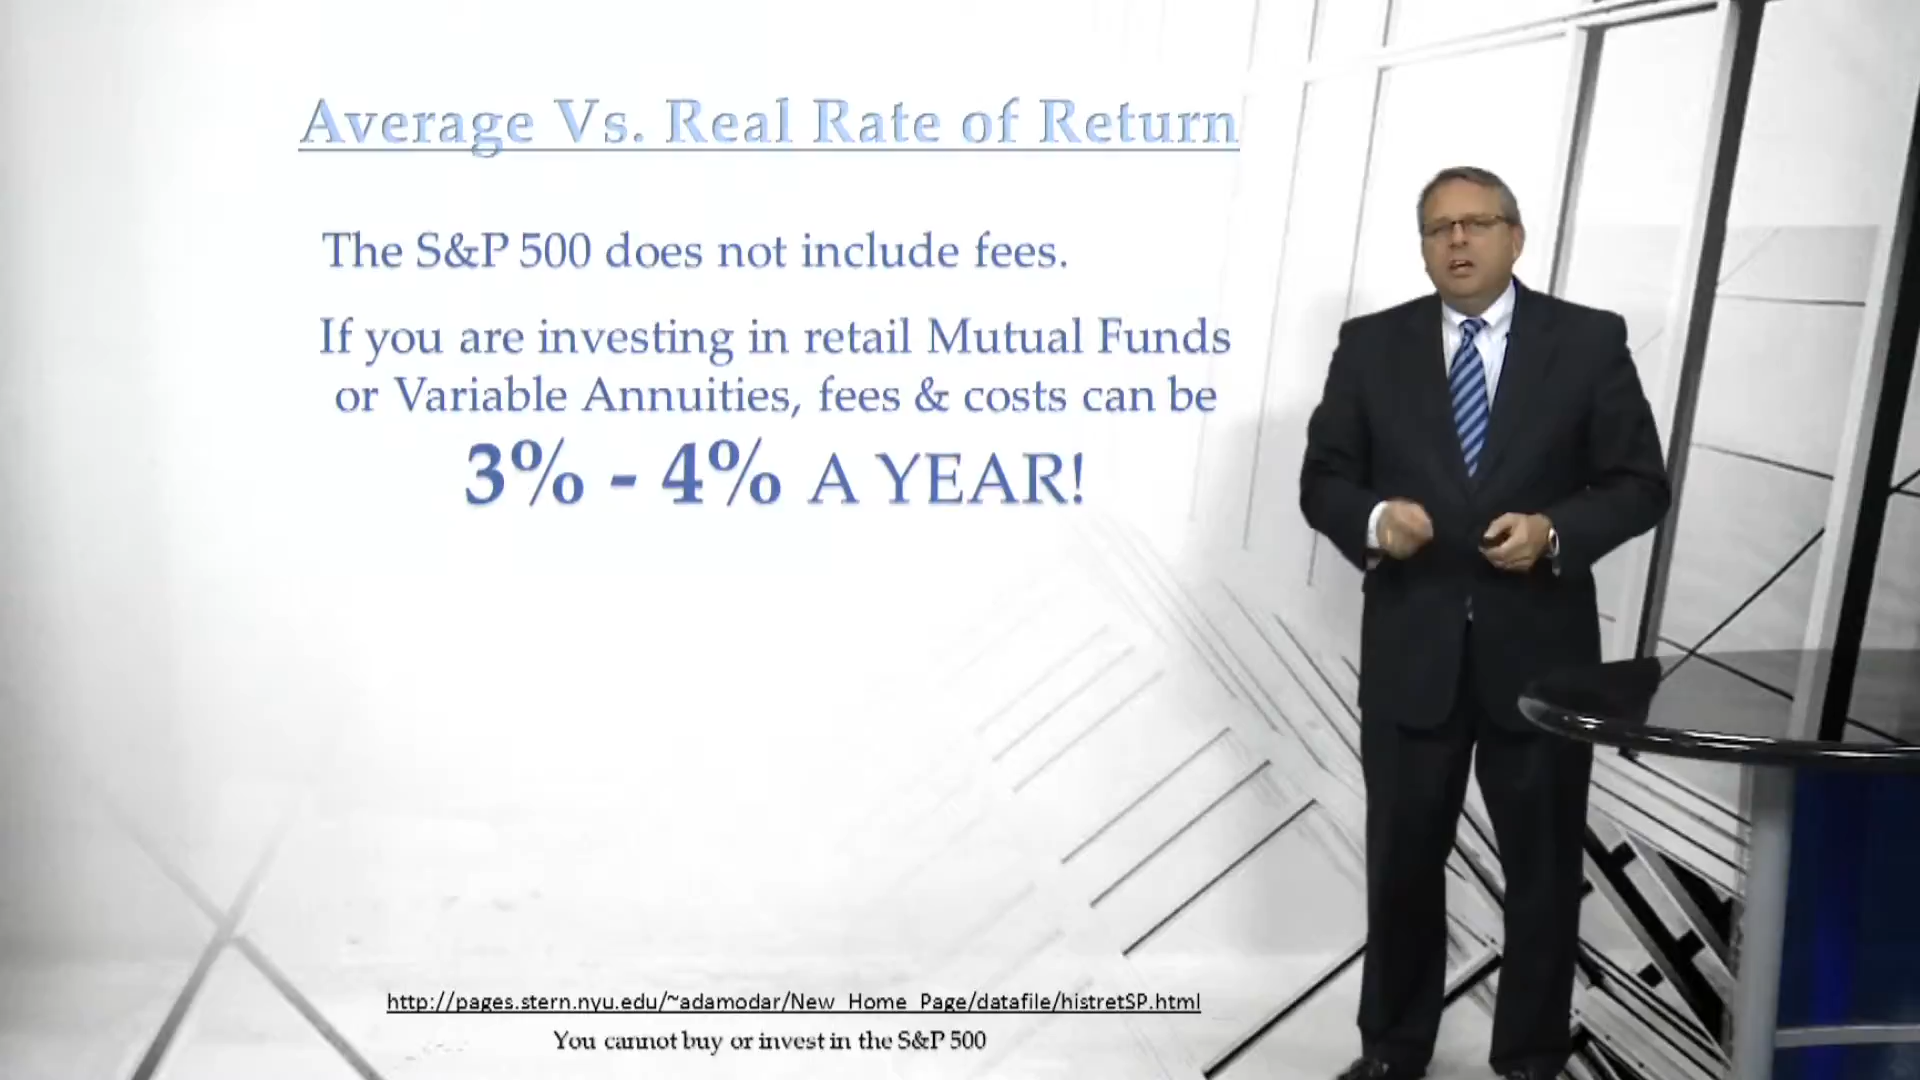 Average Vs. Real Rate of Return
The S&P 500 does not include fees.
If you are investing in retail Mutual Funds
or Variable Annuities, fees & costs can be
3% - 4% A YEAR!
http://pages.stern.nyu.edu/~adamodar/New_Home_Page/datafile/histretSP.html
You cannot buy or invest in the S&P 500